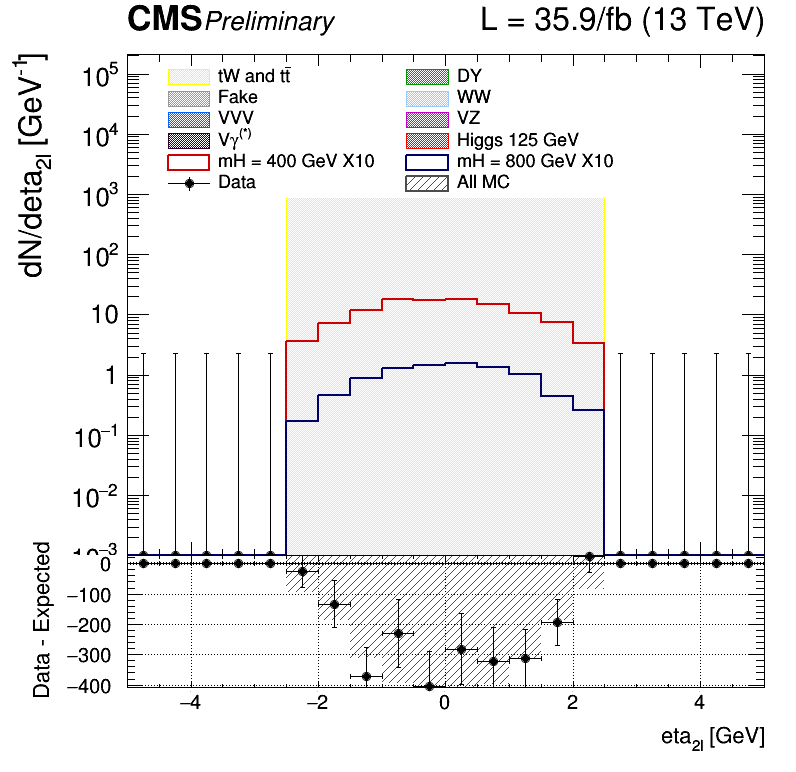 CMS Preliminary L = 35.9/fb (13 TeV)
dN/deta2l [GeV-1]
tW and tt̄ DY
Fake WW
VVV VZ
Vγ(*) Higgs 125 GeV
mH = 400 GeV X10 mH = 800 GeV X10
Data All MC
10^5
10^4
10^3
10^2
10
1
10^−1
10^−2
0
−100
−200
−300
−400
Data - Expected
−4 −2 0 2 4
eta2l [GeV]